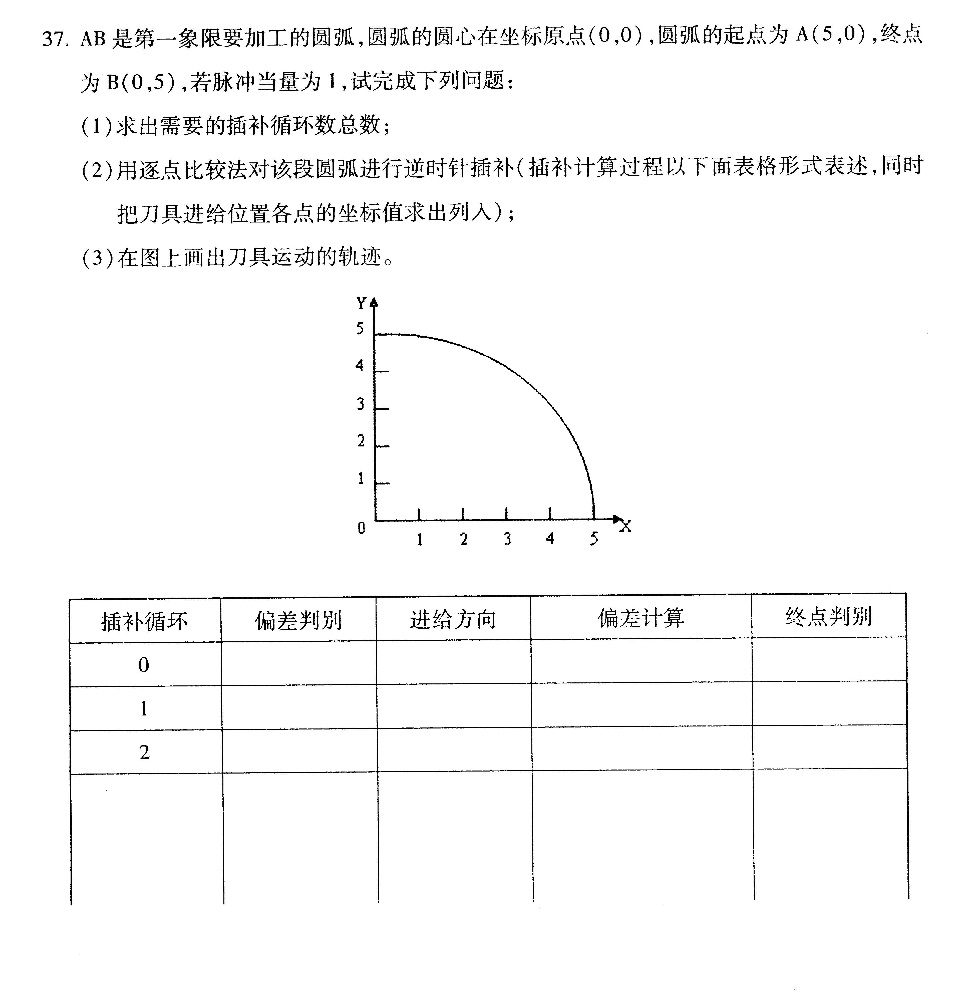 37. AB 是第一象限要加工的圆弧,圆弧的圆心在坐标原点(0,0),圆弧的起点为 A(5,0),终点
为 B(0,5),若脉冲当量为 1,试完成下列问题:
(1)求出需要的插补循环数总数;
(2)用逐点比较法对该段圆弧进行逆时针插补(插补计算过程以下面表格形式表述,同时
把刀具进给位置各点的坐标值求出列入);
(3)在图上画出刀具运动的轨迹。
Y
5
4
3
2
1
0
1 2 3 4 5
X
插补循环 偏差判别 进给方向 偏差计算 终点判别
0
1
2